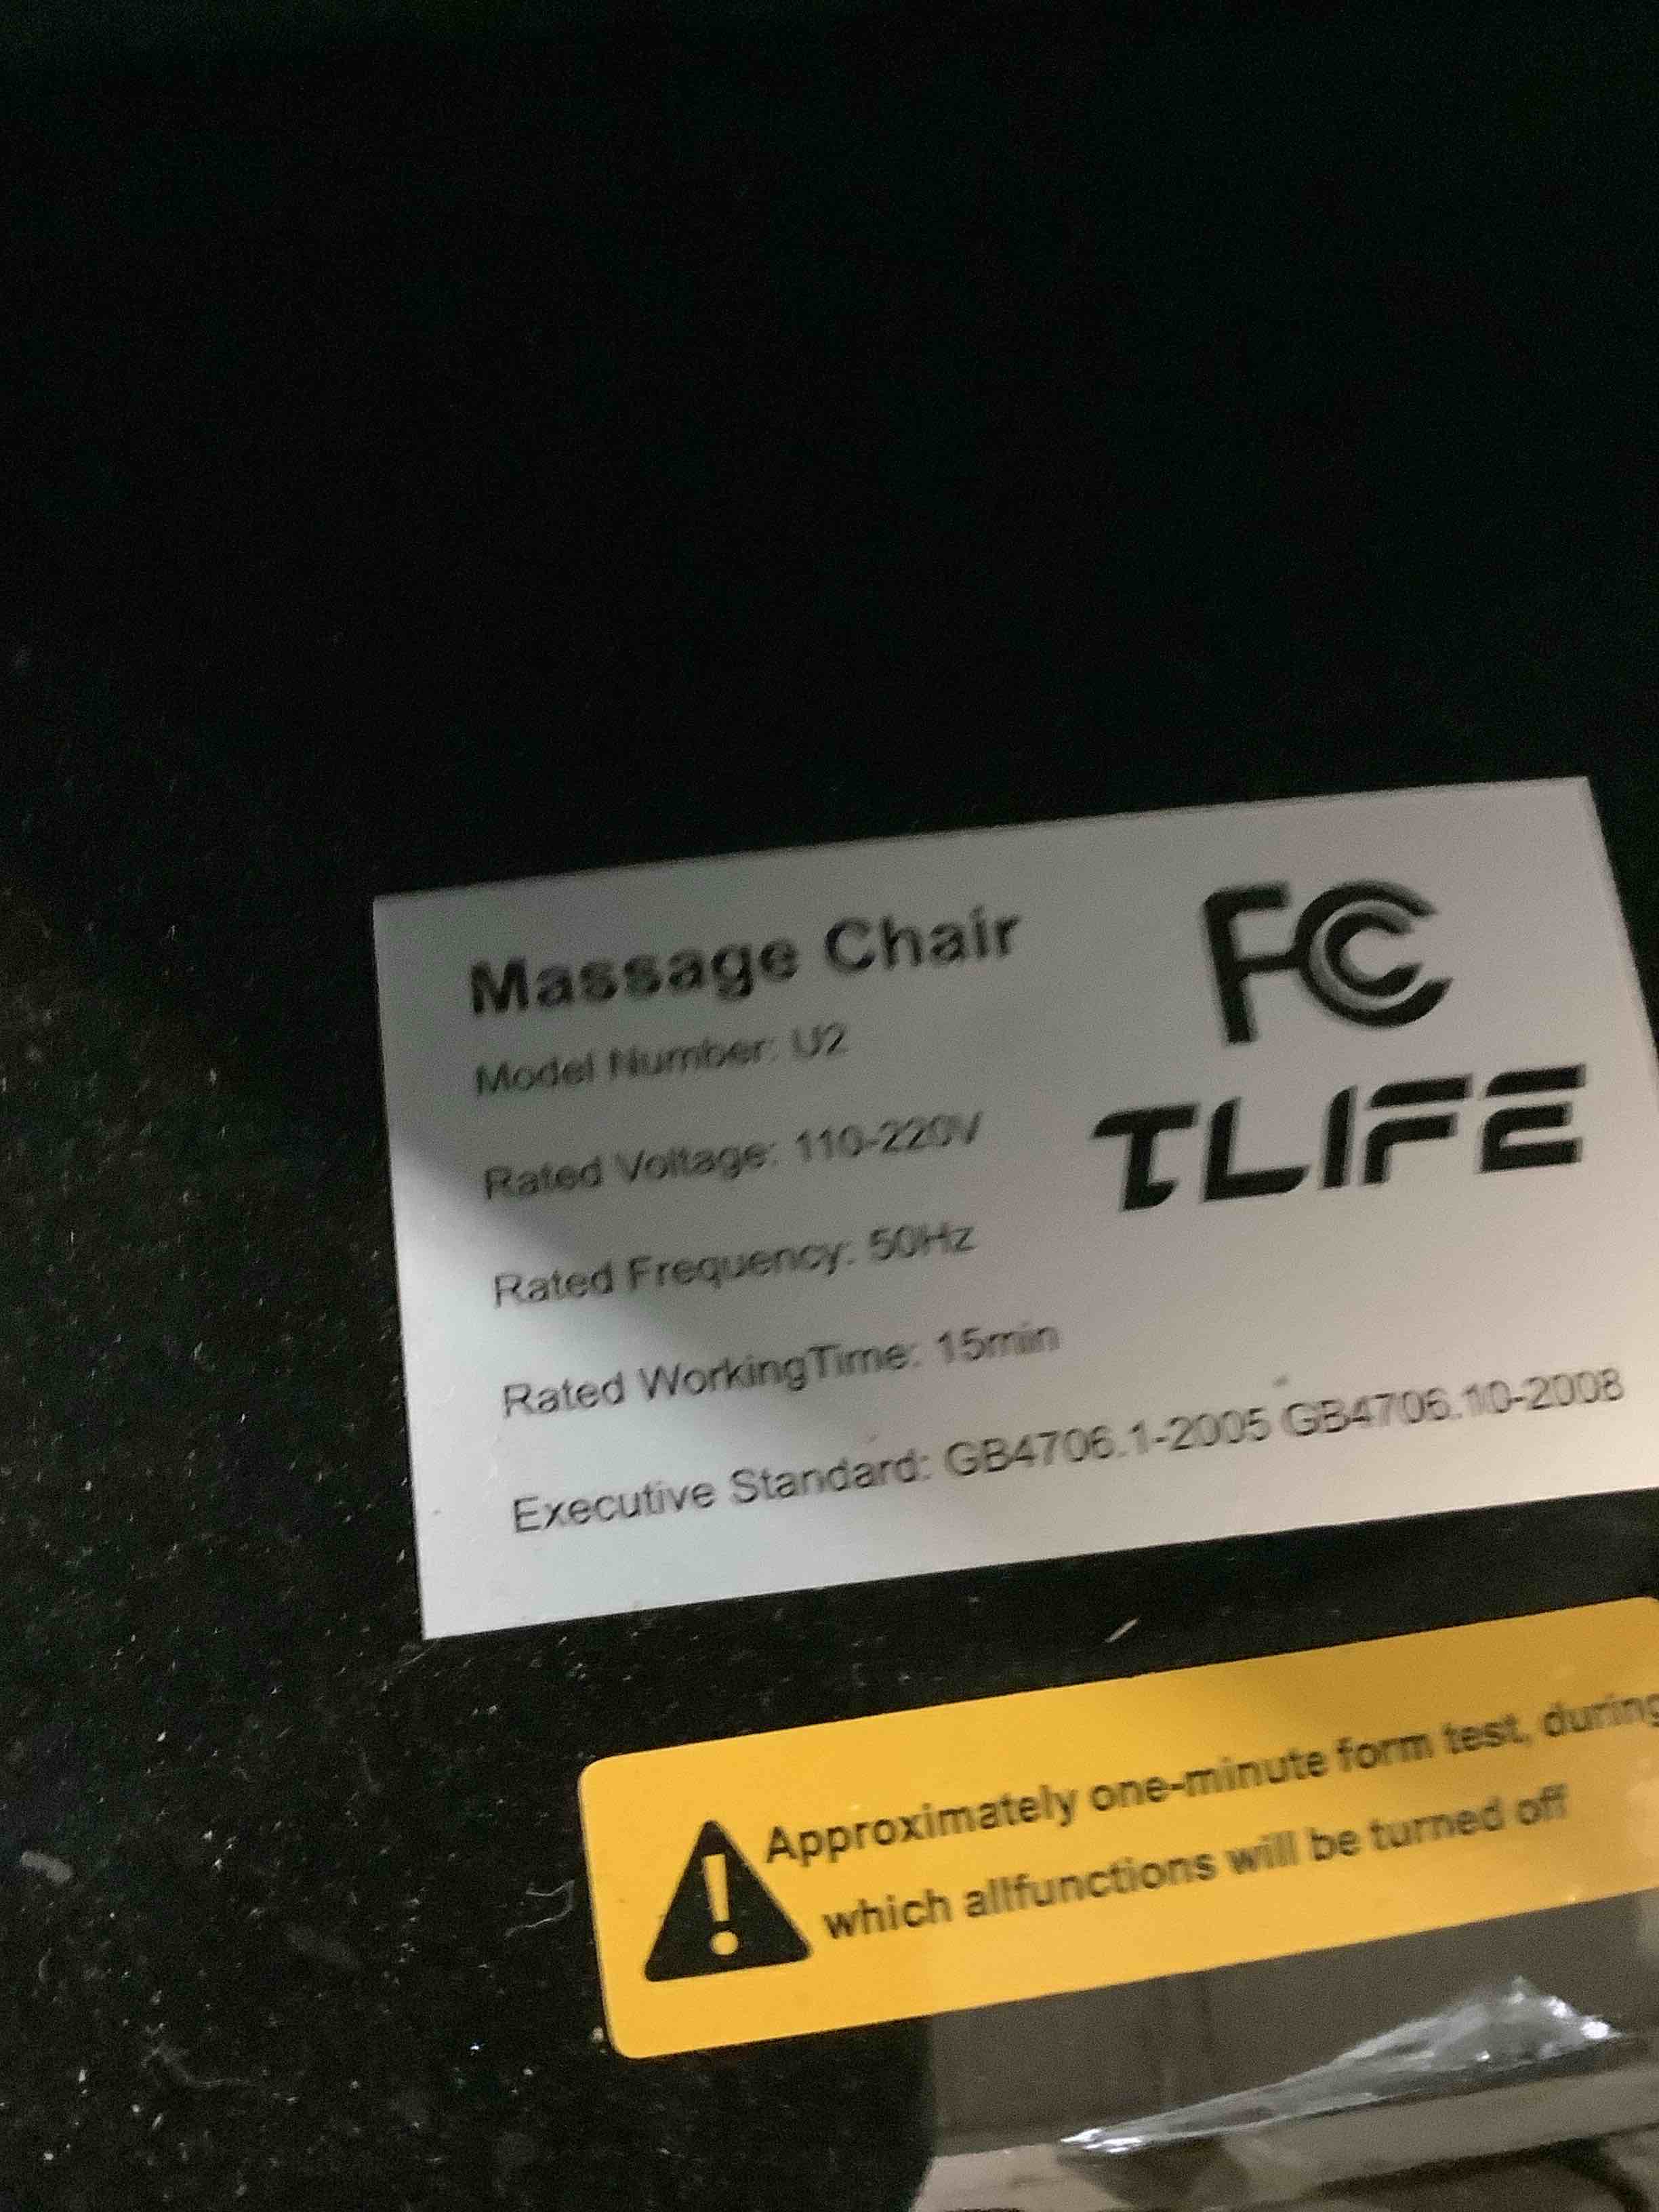 Massage Chair
FC
Model Number: U2
TLIFE
Rated Voltage: 110-220V
Rated Frequency: 50Hz
Rated WorkingTime: 15min
Executive Standard: GB4706.1-2005 GB4706.10-2008
Approximately one-minute form test, during
which allfunctions will be turned off